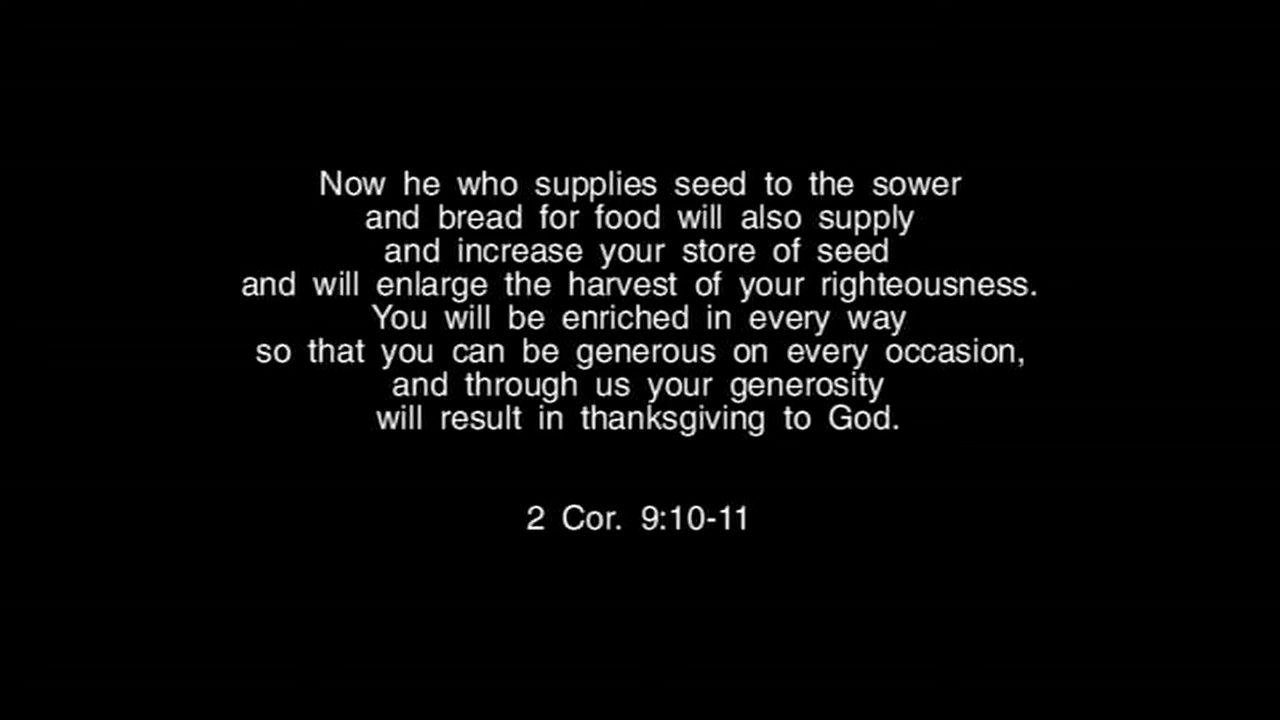 Now he who supplies seed to the sower
and bread for food will also supply
and increase your store of seed
and will enlarge the harvest of your righteousness.
You will be enriched in every way
so that you can be generous on every occasion,
and through us your generosity
will result in thanksgiving to God.
2 Cor. 9:10-11